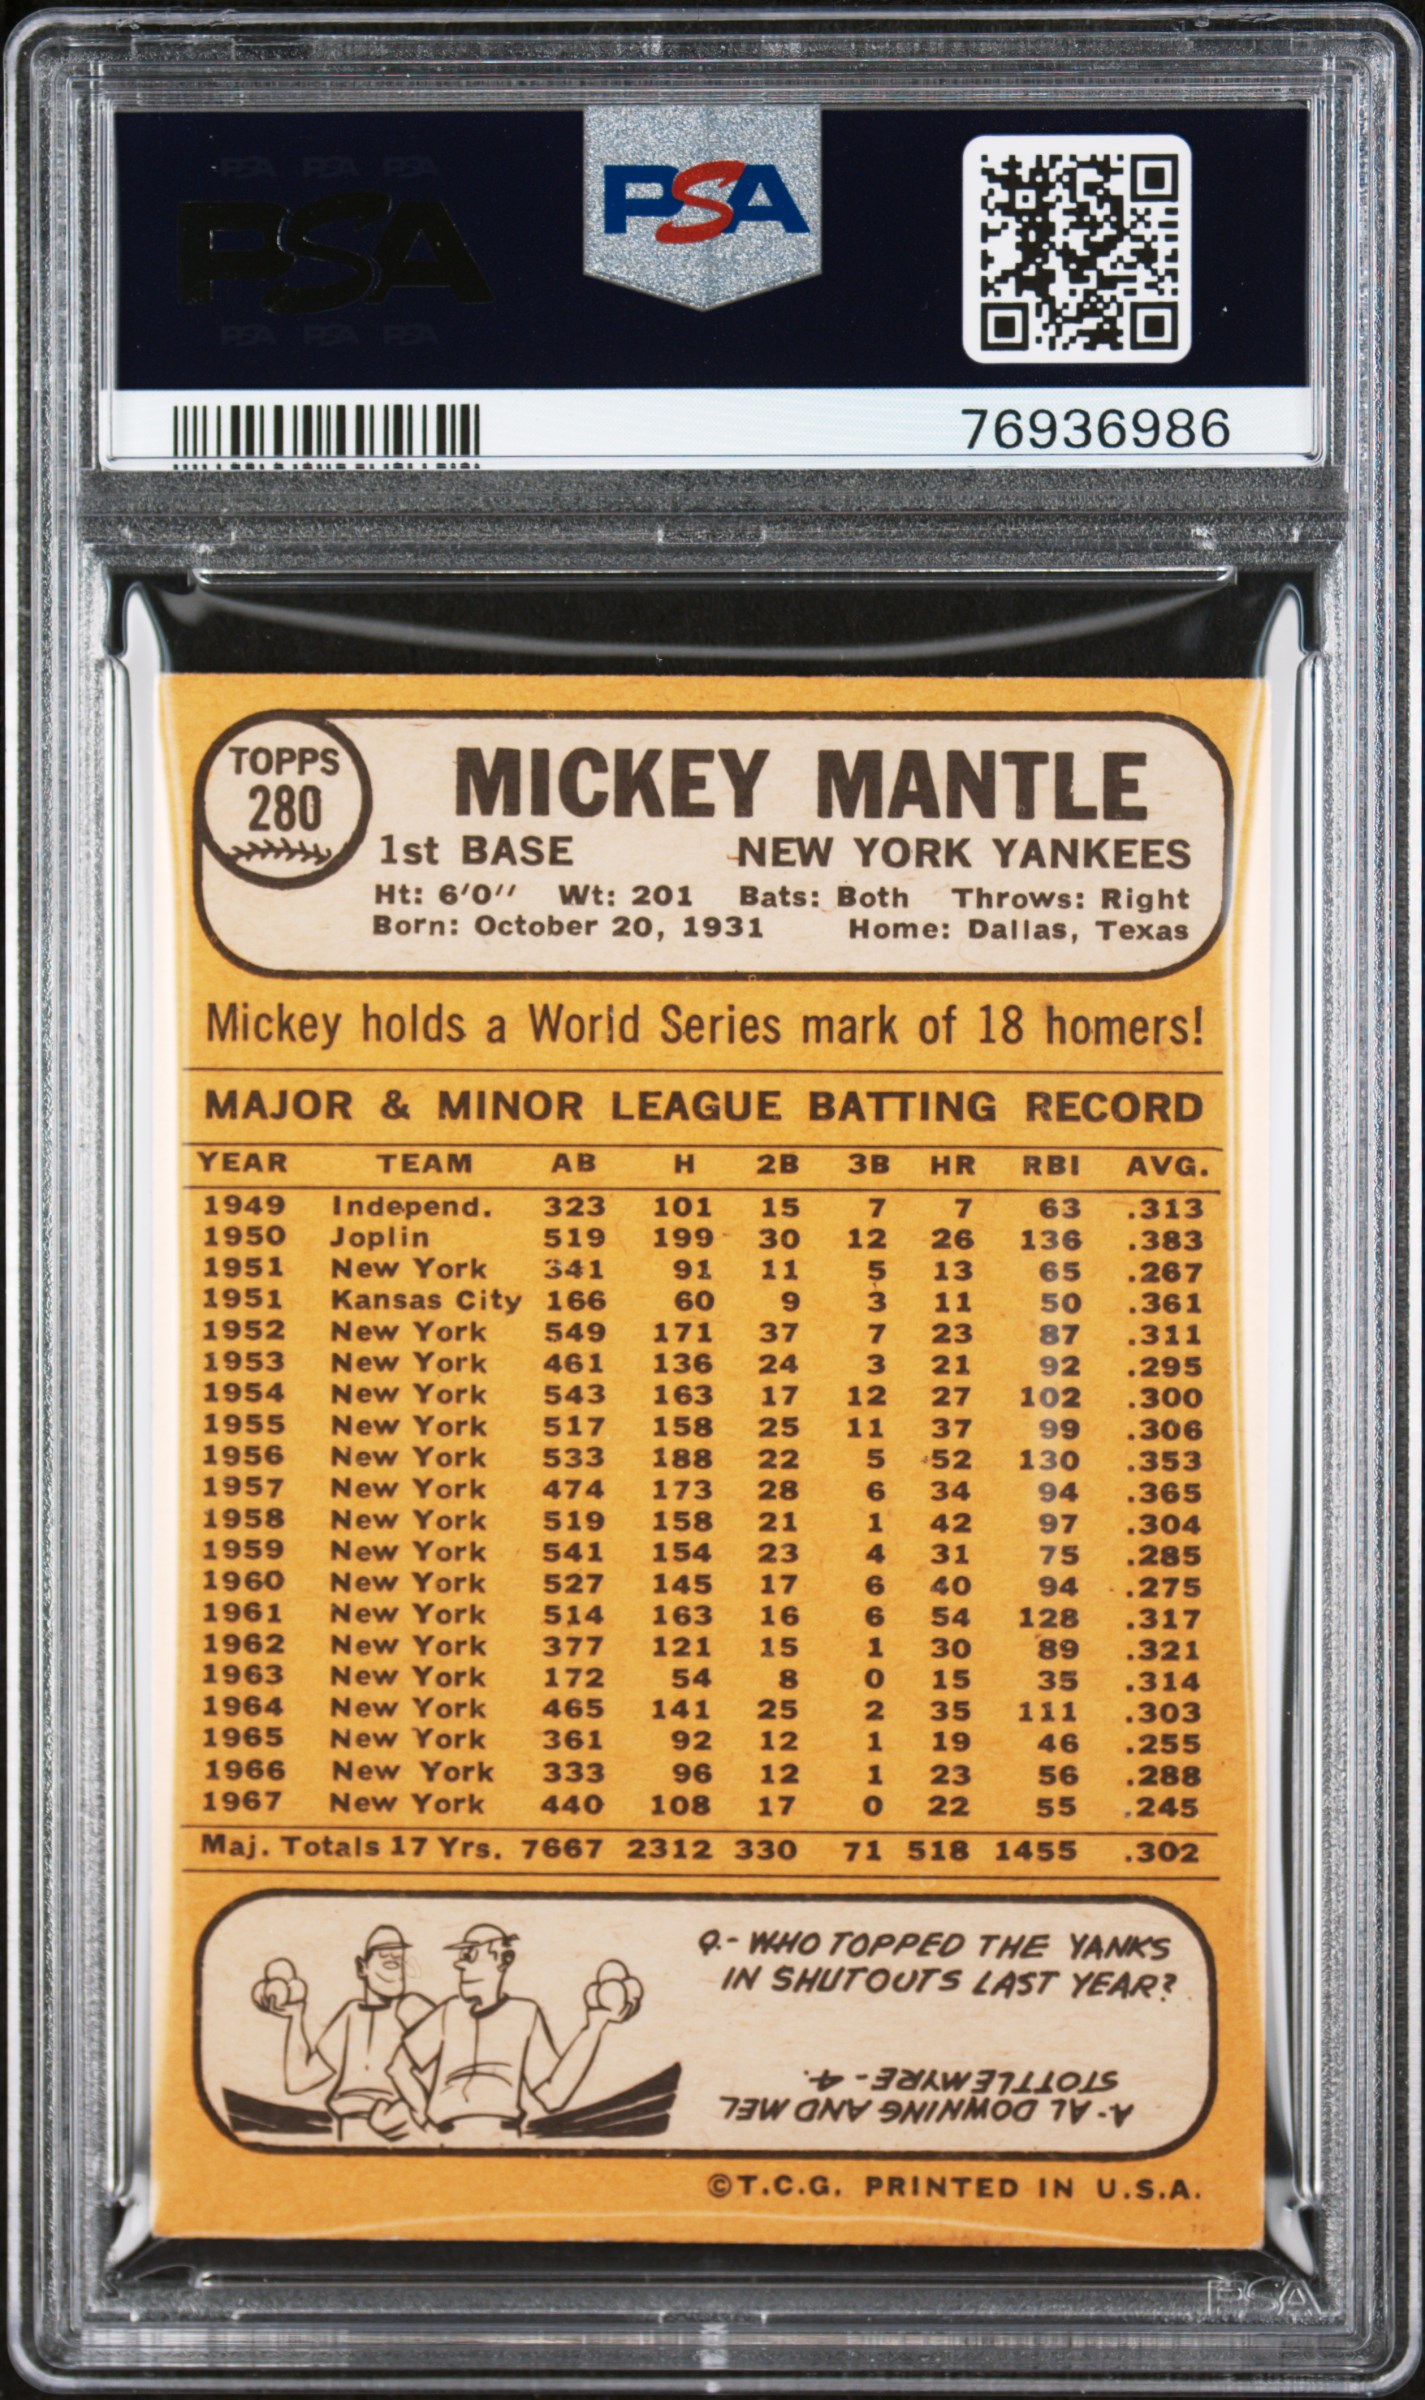 PSA PSA PSA
PSA
PSA PSA PSA
PSA
76936986
TOPPS
280
MICKEY MANTLE
1st BASE NEW YORK YANKEES
Ht: 6'0" Wt: 201 Bats: Both Throws: Right
Born: October 20, 1931 Home: Dallas, Texas
Mickey holds a World Series mark of 18 homers!
MAJOR & MINOR LEAGUE BATTING RECORD
YEAR TEAM AB H 2B 3B HR RBI AVG.
1949 Independ. 323 101 15 7 7 63 .313
1950 Joplin 519 199 30 12 26 136 .383
1951 New York 341 91 11 5 13 65 .267
1951 Kansas City 166 60 9 3 11 50 .361
1952 New York 549 171 37 7 23 87 .311
1953 New York 461 136 24 3 21 92 .295
1954 New York 543 163 17 12 27 102 .300
1955 New York 517 158 25 11 37 99 .306
1956 New York 533 188 22 5 52 130 .353
1957 New York 474 173 28 6 34 94 .365
1958 New York 519 158 21 1 42 97 .304
1959 New York 541 154 23 4 31 75 .285
1960 New York 527 145 17 6 40 94 .275
1961 New York 514 163 16 6 54 128 .317
1962 New York 377 121 15 1 30 89 .321
1963 New York 172 54 8 0 15 35 .314
1964 New York 465 141 25 2 35 111 .303
1965 New York 361 92 12 1 19 46 .255
1966 New York 333 96 12 1 23 56 .288
1967 New York 440 108 17 0 22 55 .245
Maj. Totals 17 Yrs. 7667 2312 330 71 518 1455 .302
Q.- WHO TOPPED THE YANKS
IN SHUTOUTS LAST YEAR?
A.- AL DOWNING AND MEL
STOTTLEMYRE - 4.
©T.C.G. PRINTED IN U.S.A.
PSA